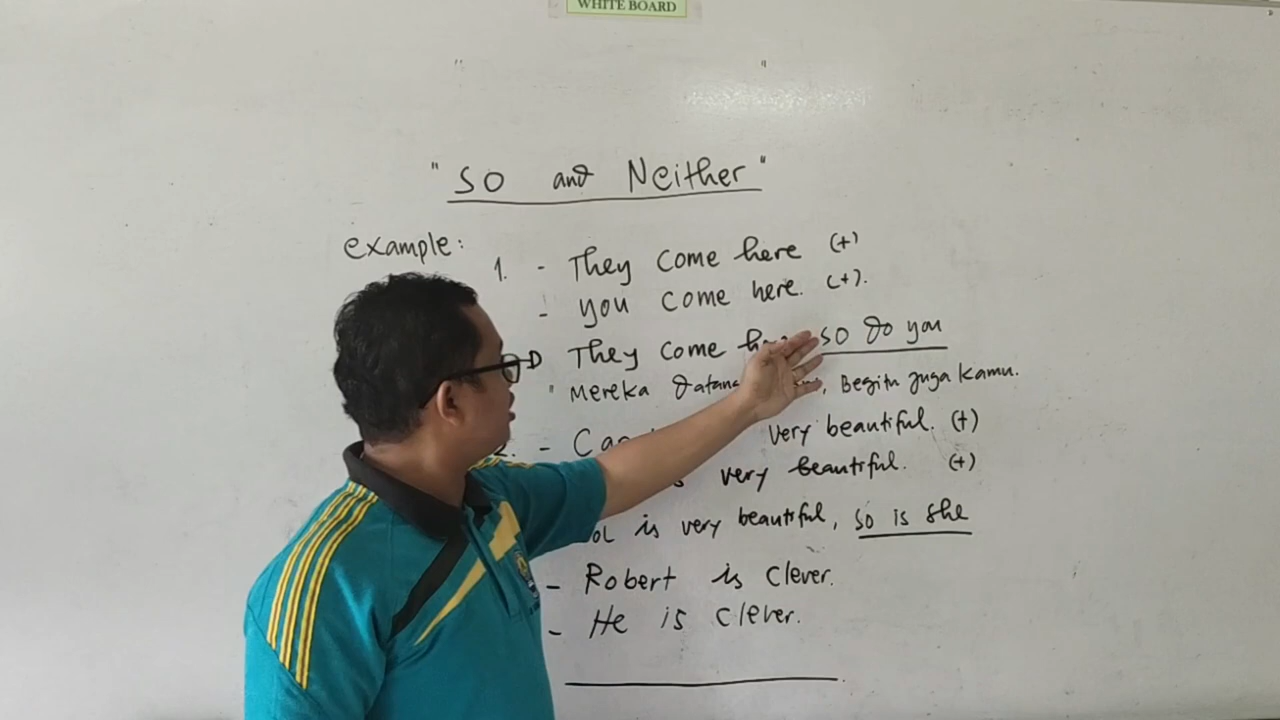 WHITE BOARD
" SO and Neither "
example:
1. - They come here (+)
- you come here. (+).
They come so do you
" Mereka , Begitu juga kamu.
2. - very beautiful. (+)
very beautiful. (+)
is very beautiful, so is she
- Robert is clever.
- He is clever.